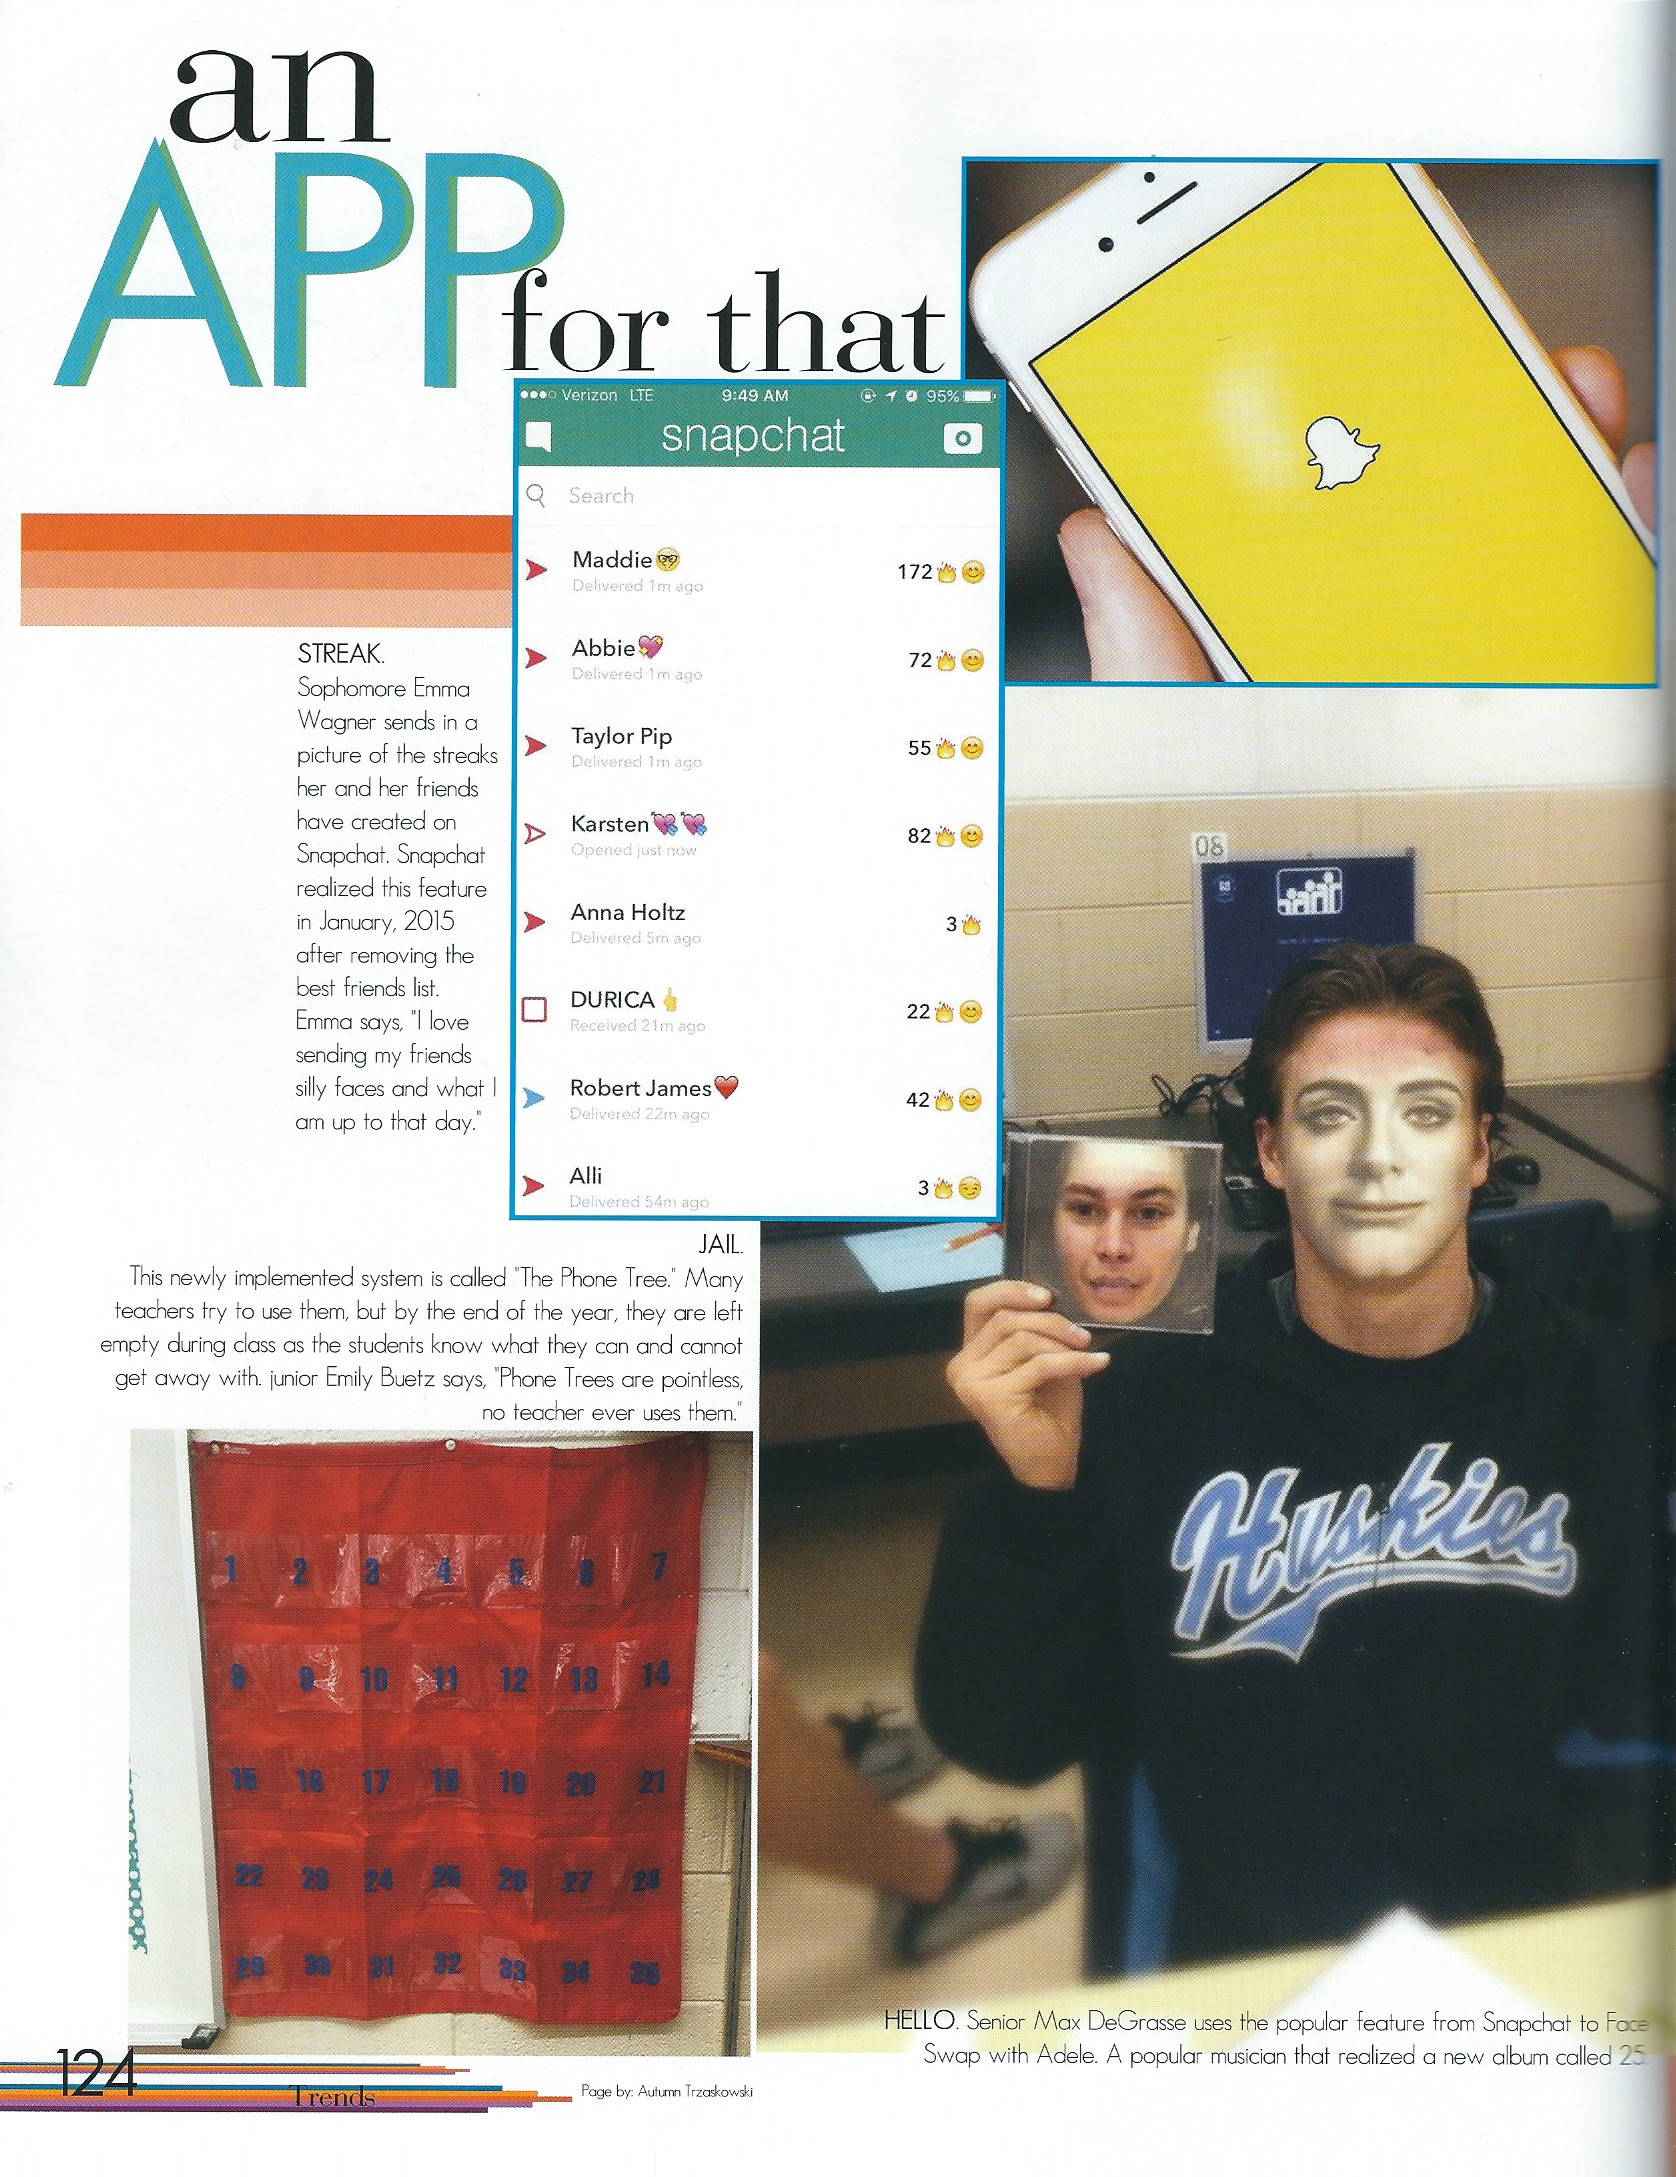 an
APP
for that
Verizon LTE 9:49 AM 95%
snapchat
Search
Maddie🤓
Delivered 1m ago
172🔥😊
Abbie💖
Delivered 1m ago
72🔥😊
Taylor Pip
Delivered 1m ago
55🔥😊
Karsten💘💘
Opened just now
82🔥😊
Anna Holtz
Delivered 5m ago
3🔥
DURICA🖕
Received 21m ago
22🔥😊
Robert James❤️
Delivered 22m ago
42🔥😊
Alli
Delivered 54m ago
3🔥😏
STREAK.
Sophomore Emma
Wagner sends in a
picture of the streaks
her and her friends
have created on
Snapchat. Snapchat
realized this feature
in January, 2015
after removing the
best friends list.
Emma says, "I love
sending my friends
silly faces and what I
am up to that day."
JAIL.
This newly implemented system is called "The Phone Tree." Many
teachers try to use them, but by the end of the year, they are left
empty during class as the students know what they can and cannot
get away with. junior Emily Buetz says, "Phone Trees are pointless,
no teacher ever uses them."
1 2 3 4 5 6 7
8 9 10 11 12 13 14
15 16 17 18 19 20 21
22 23 24 25 26 27 28
29 30 31 32 33 34 35
08
Huskies
HELLO. Senior Max DeGrasse uses the popular feature from Snapchat to Face
Swap with Adele. A popular musician that realized a new album called 25.
124
Trends
Page by: Autumn Trzaskowski